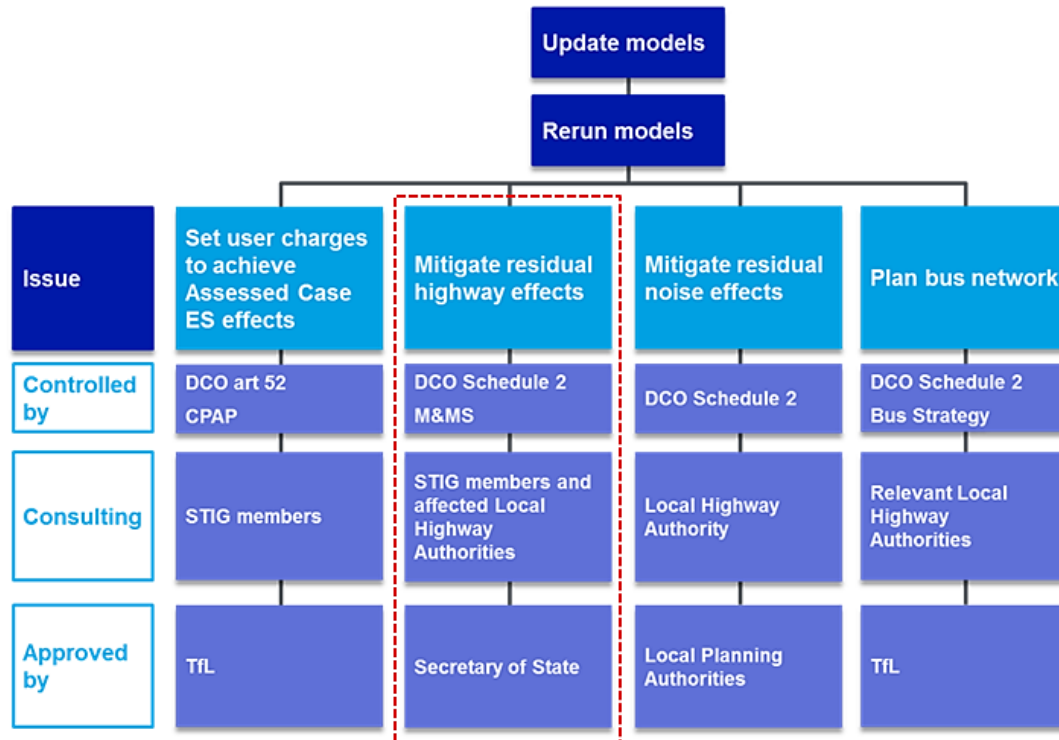 Update models
Rerun models
Issue
Set user charges
to achieve
Assessed Case
ES effects
Mitigate residual
highway effects
Mitigate residual
noise effects
Plan bus network
Controlled
by
DCO art 52
CPAP
DCO Schedule 2
M&MS
DCO Schedule 2
DCO Schedule 2
Bus Strategy
Consulting
STIG members
STIG members and
affected Local
Highway
Authorities
Local Highway
Authority
Relevant Local
Highway
Authorities
Approved
by
TfL
Secretary of State
Local Planning
Authorities
TfL